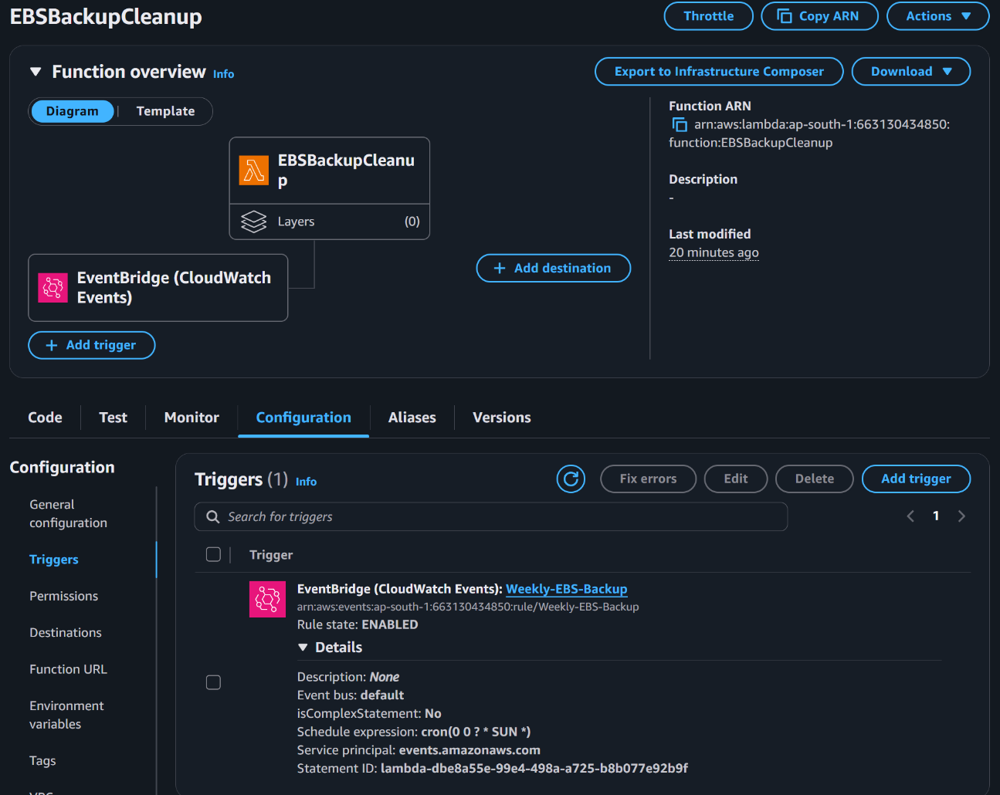 EBSBackupCleanup
Throttle
Copy ARN
Actions
Function overview Info
Export to Infrastructure Composer
Download
Diagram
Template
EBSBackupCleanu
p
Layers (0)
EventBridge (CloudWatch
Events)
Add trigger
Add destination
Function ARN
arn:aws:lambda:ap-south-1:663130434850:
function:EBSBackupCleanup
Description
-
Last modified
20 minutes ago
Code
Test
Monitor
Configuration
Aliases
Versions
Configuration
General
configuration
Triggers
Permissions
Destinations
Function URL
Environment
variables
Tags
VPC
Triggers (1) Info
Fix errors
Edit
Delete
Add trigger
Search for triggers
1
Trigger
EventBridge (CloudWatch Events): Weekly-EBS-Backup
arn:aws:events:ap-south-1:663130434850:rule/Weekly-EBS-Backup
Rule state: ENABLED
Details
Description: None
Event bus: default
isComplexStatement: No
Schedule expression: cron(0 0 ? * SUN *)
Service principal: events.amazonaws.com
Statement ID: lambda-dbe8a55e-99e4-498a-a725-b8b077e92b9f